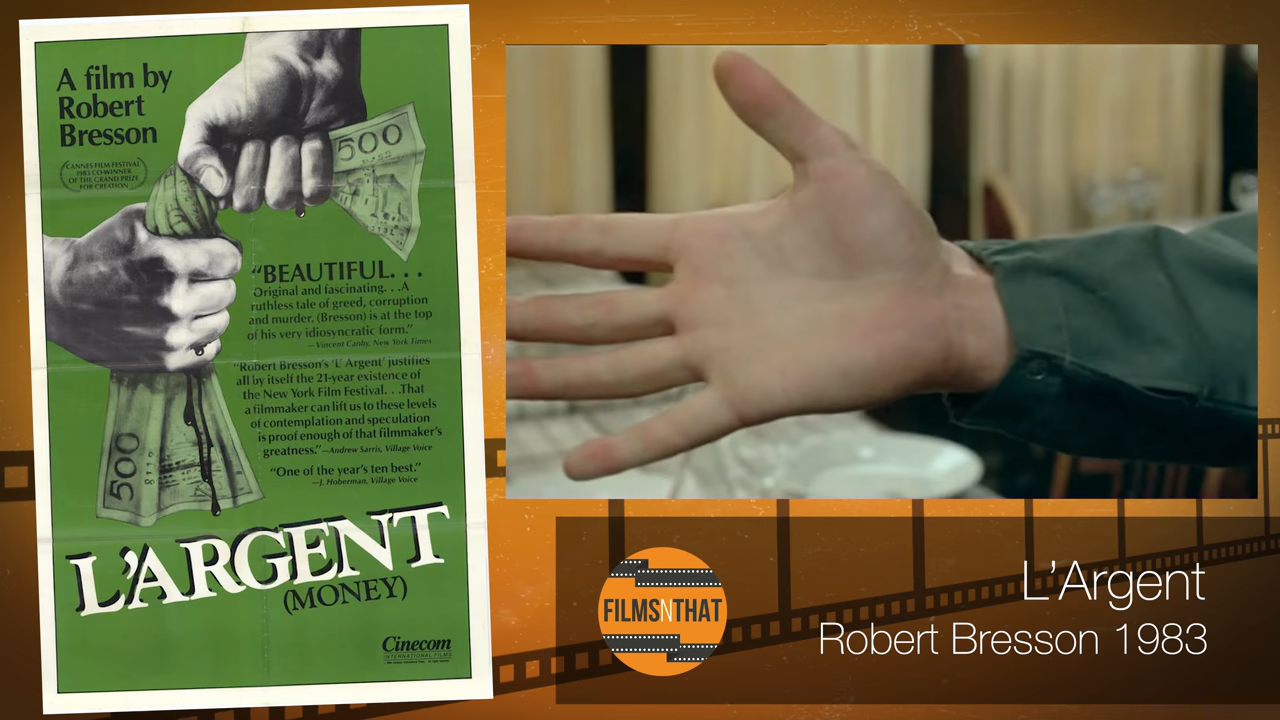 A film by
Robert
Bresson
CANNES FILM FESTIVAL
1983 CO-WINNER
OF THE GRAND PRIZE
FOR CREATION
500
"BEAUTIFUL. . .
Original and fascinating. . .A
ruthless tale of greed, corruption
and murder. (Bresson) is at the top
of his very idiosyncratic form."
—Vincent Canby, New York Times
"Robert Bresson's 'L' Argent' justifies
all by itself the 21-year existence of
the New York Film Festival. . .That
a filmmaker can lift us to these levels
of contemplation and speculation
is proof enough of that filmmaker's
greatness."—Andrew Sarris, Village Voice
"One of the year's ten best."
—J. Hoberman, Village Voice
500
L'ARGENT
(MONEY)
Cinecom
INTERNATIONAL FILMS
FILMSNTHAT
L'Argent
Robert Bresson 1983